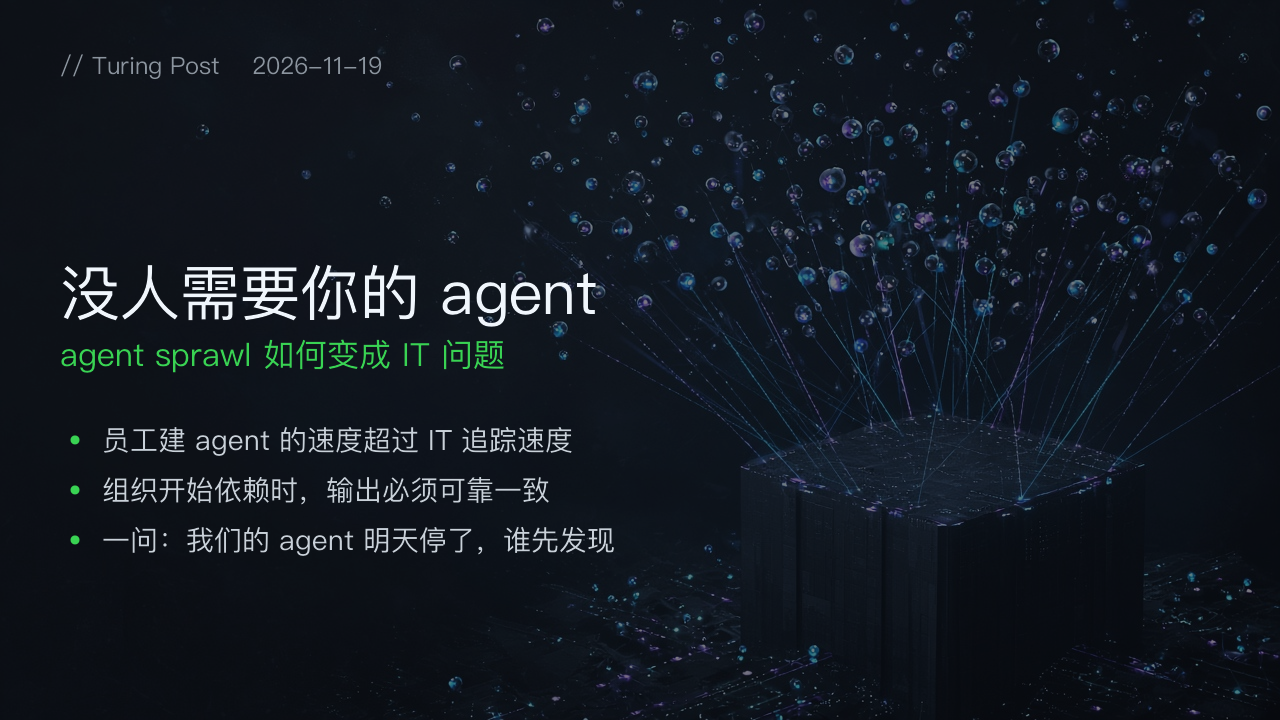 // Turing Post 2026-11-19
没人需要你的 agent
agent sprawl 如何变成 IT 问题
• 员工建 agent 的速度超过 IT 追踪速度
• 组织开始依赖时，输出必须可靠一致
• 一问：我们的 agent 明天停了，谁先发现